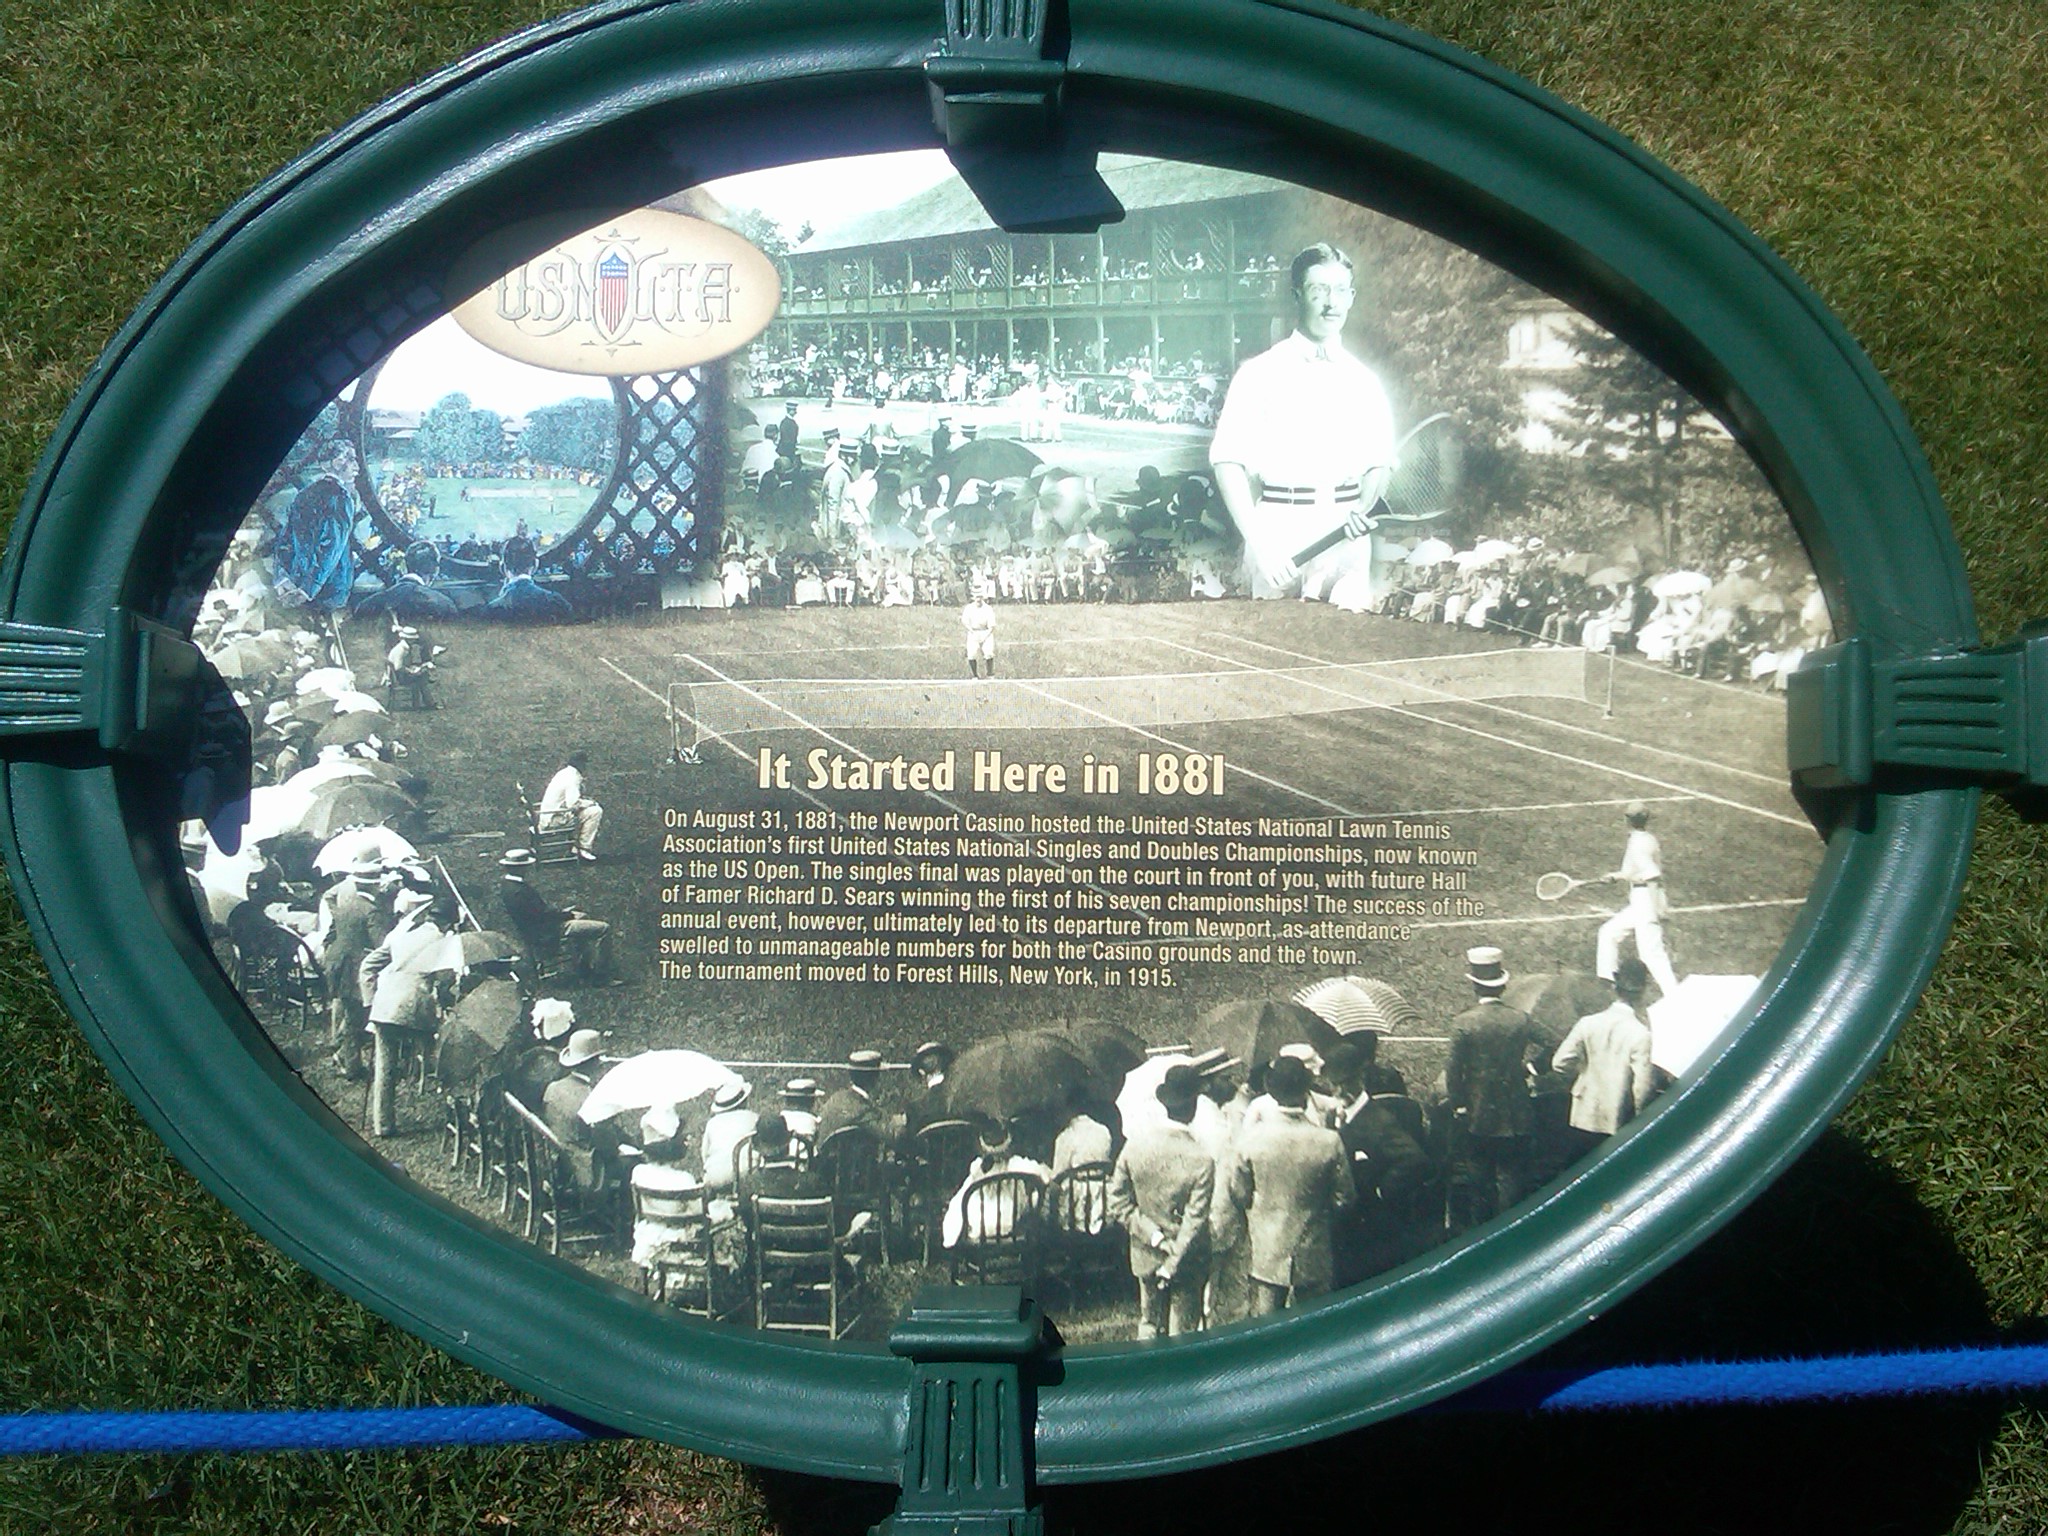 USNLTA
It Started Here in 1881
On August 31, 1881, the Newport Casino hosted the United States National Lawn Tennis
Association's first United States National Singles and Doubles Championships, now known
as the US Open. The singles final was played on the court in front of you, with future Hall
of Famer Richard D. Sears winning the first of his seven championships! The success of the
annual event, however, ultimately led to its departure from Newport, as attendance
swelled to unmanageable numbers for both the Casino grounds and the town.
The tournament moved to Forest Hills, New York, in 1915.